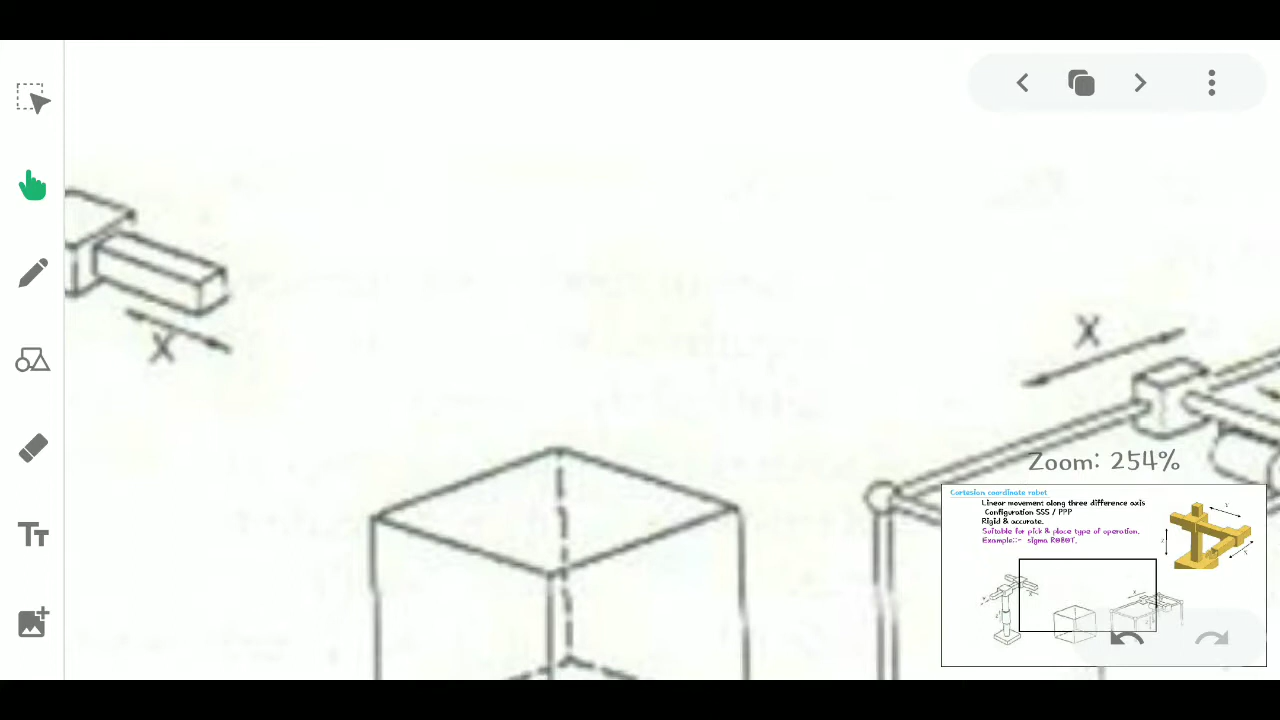 X
X
Zoom: 254%
Cartesian coordinate robot
Linear movement along three difference axis
Configuration SSS / PPP
Rigid & accurate.
Suitable for pick & place type of operation.
Example:- sigma ROBOT.